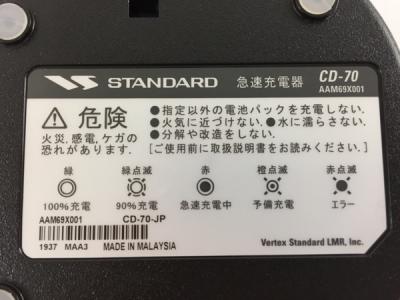 STANDARD 急速充電器 CD-70
AAM69X001
⚠危険
火災,感電,ケガの
恐れがあります.
●指定以外の電池パックを充電しない.
●火気に近づけない.●水に濡らさない.
●分解や改造をしない.
[ご使用前に取扱説明書をお読みください.]
緑 緑点滅 赤 橙点滅 赤点滅
100%充電 90%充電 急速充電中 予備充電 エラー
AAM69X001 CD-70-JP
1937 MAA3 MADE IN MALAYSIA Vertex Standard LMR, Inc.